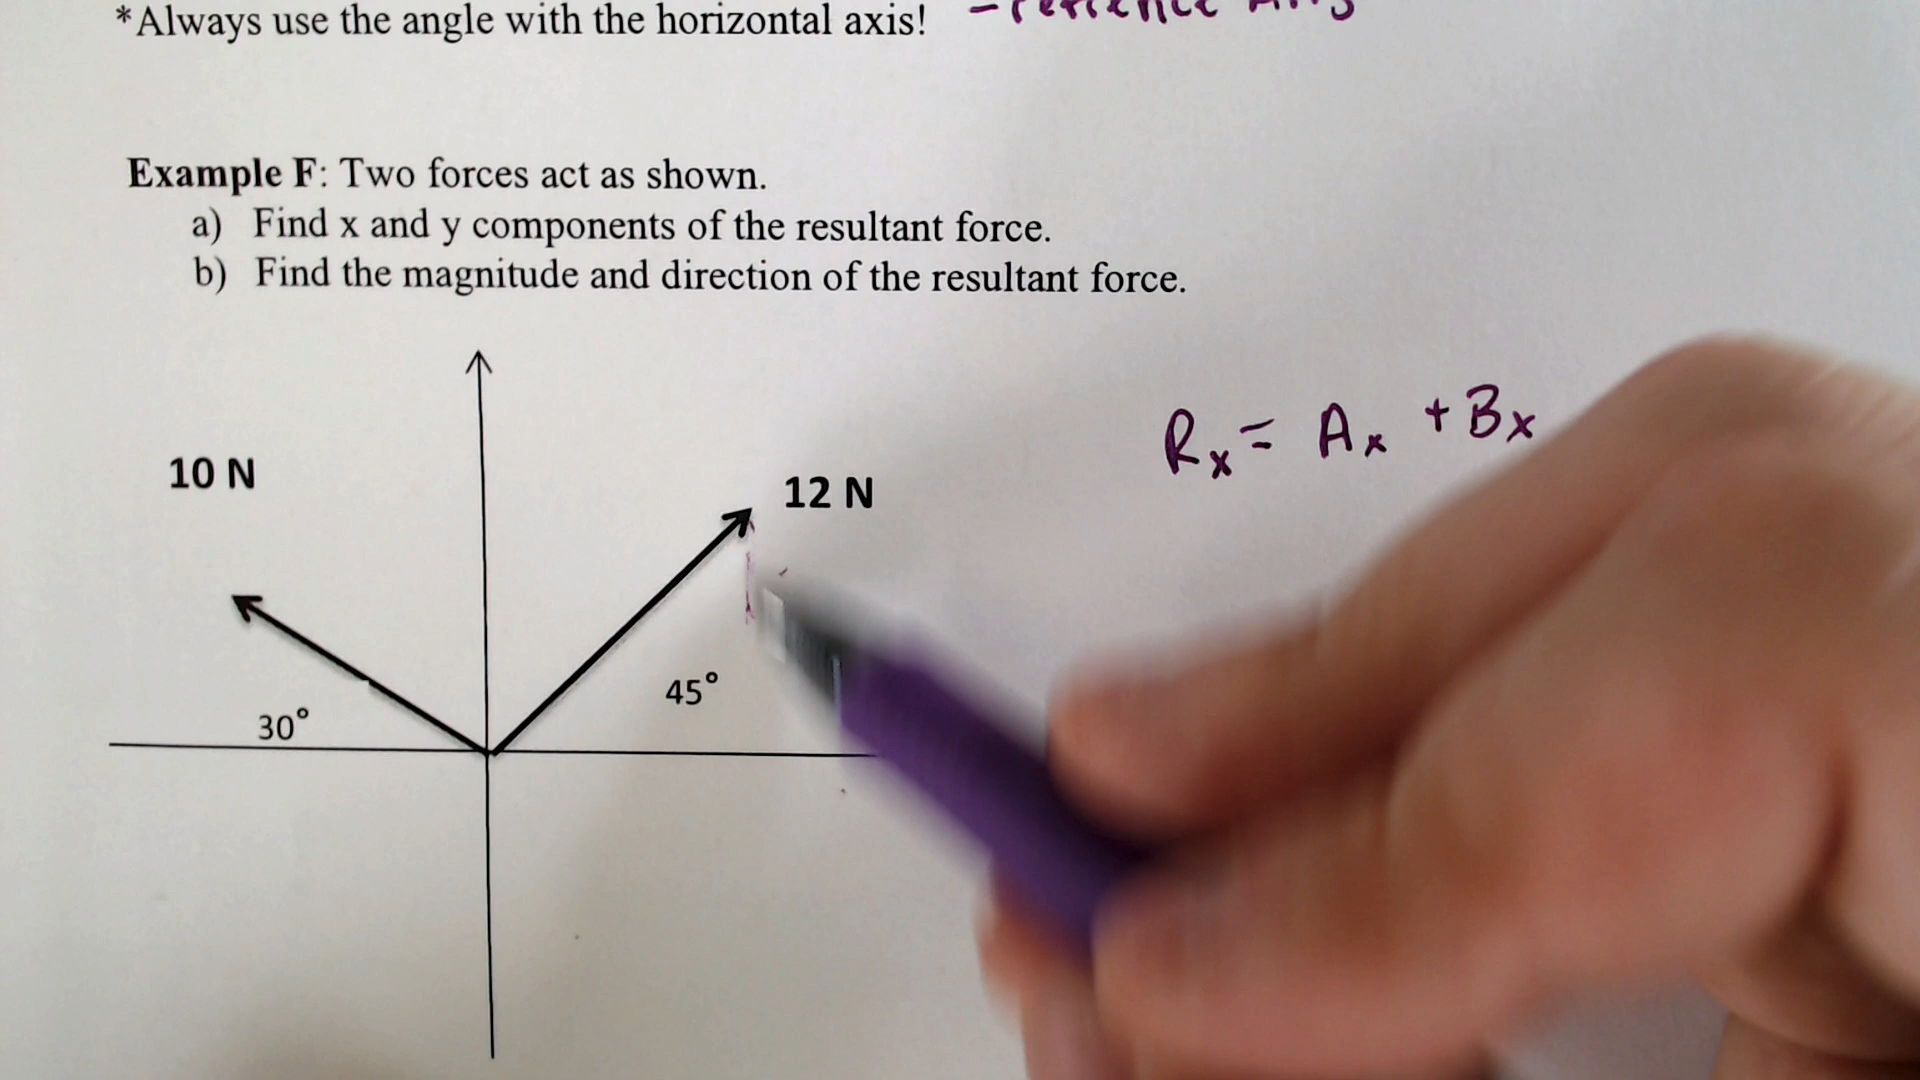 *Always use the angle with the horizontal axis!
Example F: Two forces act as shown.
a) Find x and y components of the resultant force.
b) Find the magnitude and direction of the resultant force.
10 N
12 N
Rx = Ax + Bx
45°
30°